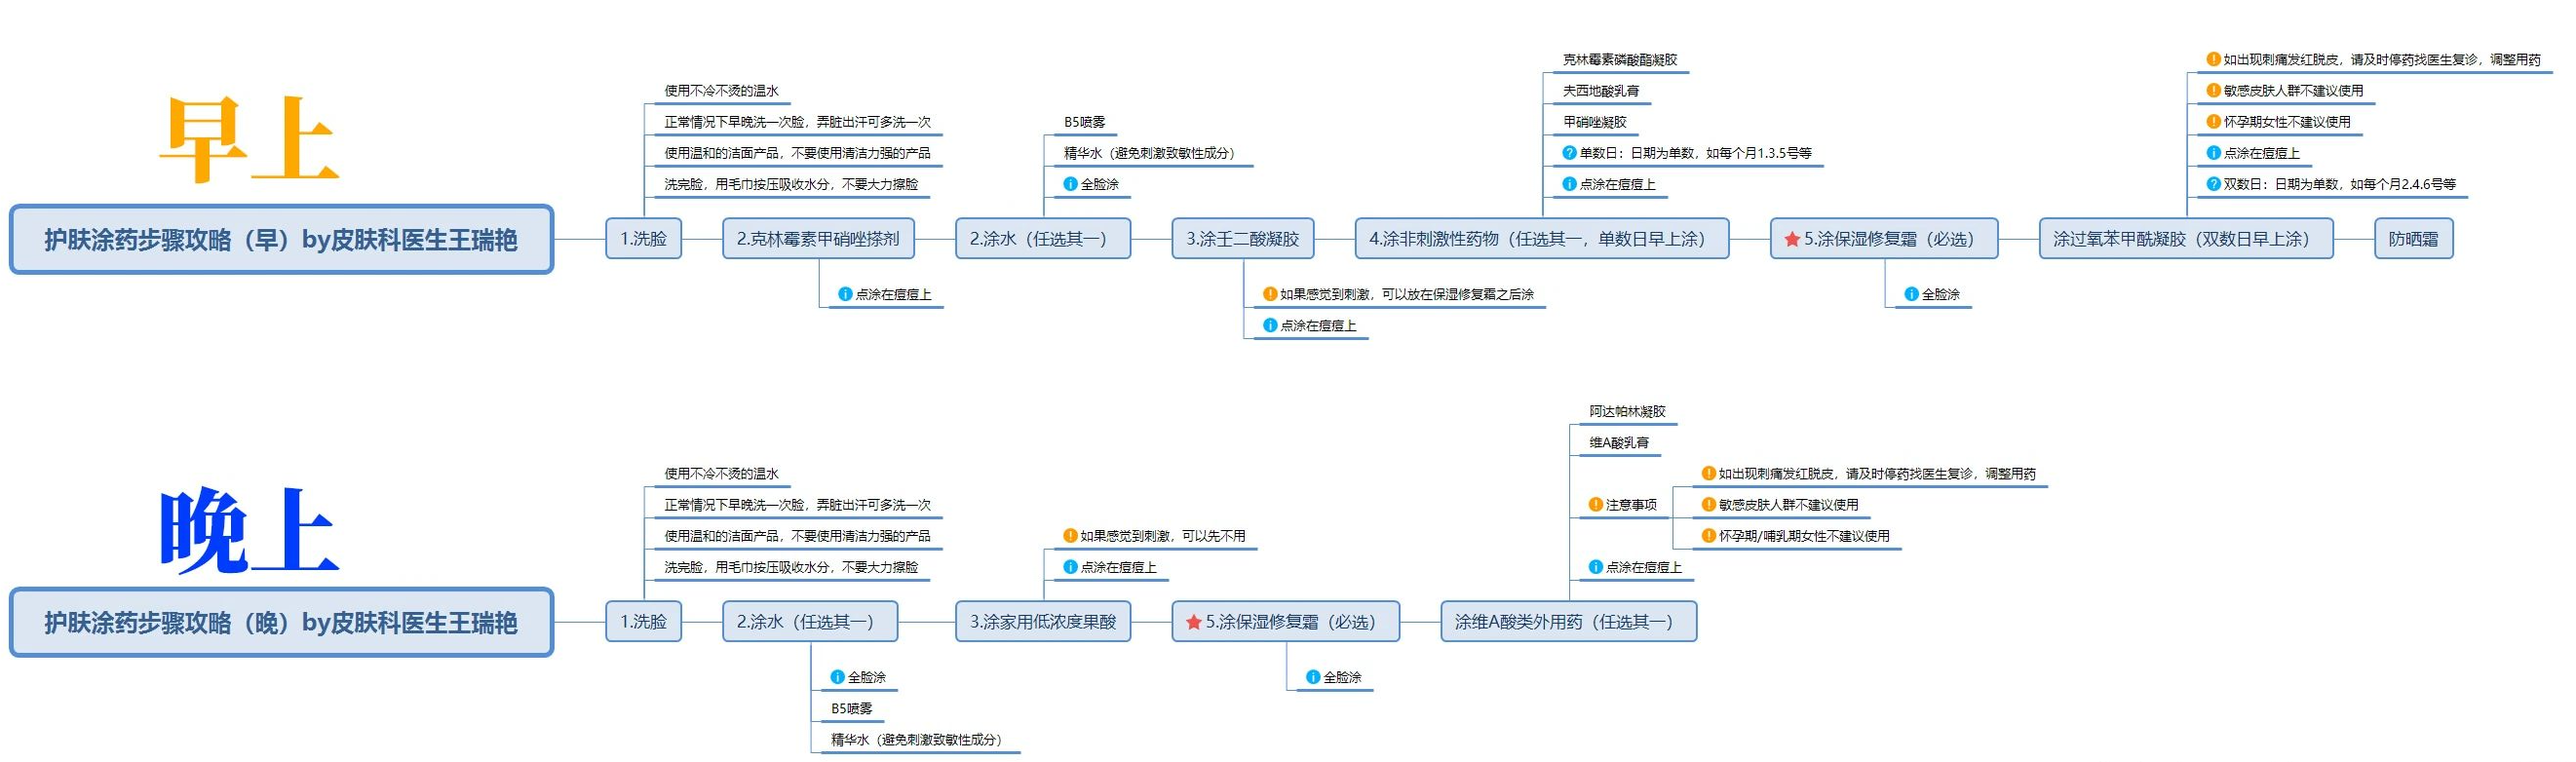 早上
护肤涂药步骤攻略（早）by皮肤科医生王瑞艳
1.洗脸
使用不冷不烫的温水
正常情况下早晚洗一次脸，弄脏出汗可多洗一次
使用温和的洁面产品，不要使用清洁力强的产品
洗完脸，用毛巾按压吸收水分，不要大力擦脸
2.克林霉素甲硝唑搽剂
点涂在痘痘上
2.涂水（任选其一）
B5喷雾
精华水（避免刺激致敏性成分）
全脸涂
3.涂壬二酸凝胶
如果感觉到刺激，可以放在保湿修复霜之后涂
点涂在痘痘上
4.涂非刺激性药物（任选其一，单数日早上涂）
克林霉素磷酸酯凝胶
夫西地酸乳膏
甲硝唑凝胶
单数日：日期为单数，如每个月1.3.5号等
点涂在痘痘上
5.涂保湿修复霜（必选）
全脸涂
涂过氧苯甲酰凝胶（双数日早上涂）
如出现刺痛发红脱皮，请及时停药找医生复诊，调整用药
敏感皮肤人群不建议使用
怀孕期女性不建议使用
点涂在痘痘上
双数日：日期为单数，如每个月2.4.6号等
防晒霜
晚上
护肤涂药步骤攻略（晚）by皮肤科医生王瑞艳
1.洗脸
使用不冷不烫的温水
正常情况下早晚洗一次脸，弄脏出汗可多洗一次
使用温和的洁面产品，不要使用清洁力强的产品
洗完脸，用毛巾按压吸收水分，不要大力擦脸
2.涂水（任选其一）
全脸涂
B5喷雾
精华水（避免刺激致敏性成分）
3.涂家用低浓度果酸
如果感觉到刺激，可以先不用
点涂在痘痘上
5.涂保湿修复霜（必选）
全脸涂
涂维A酸类外用药（任选其一）
阿达帕林凝胶
维A酸乳膏
注意事项
如出现刺痛发红脱皮，请及时停药找医生复诊，调整用药
敏感皮肤人群不建议使用
怀孕期/哺乳期女性不建议使用
点涂在痘痘上